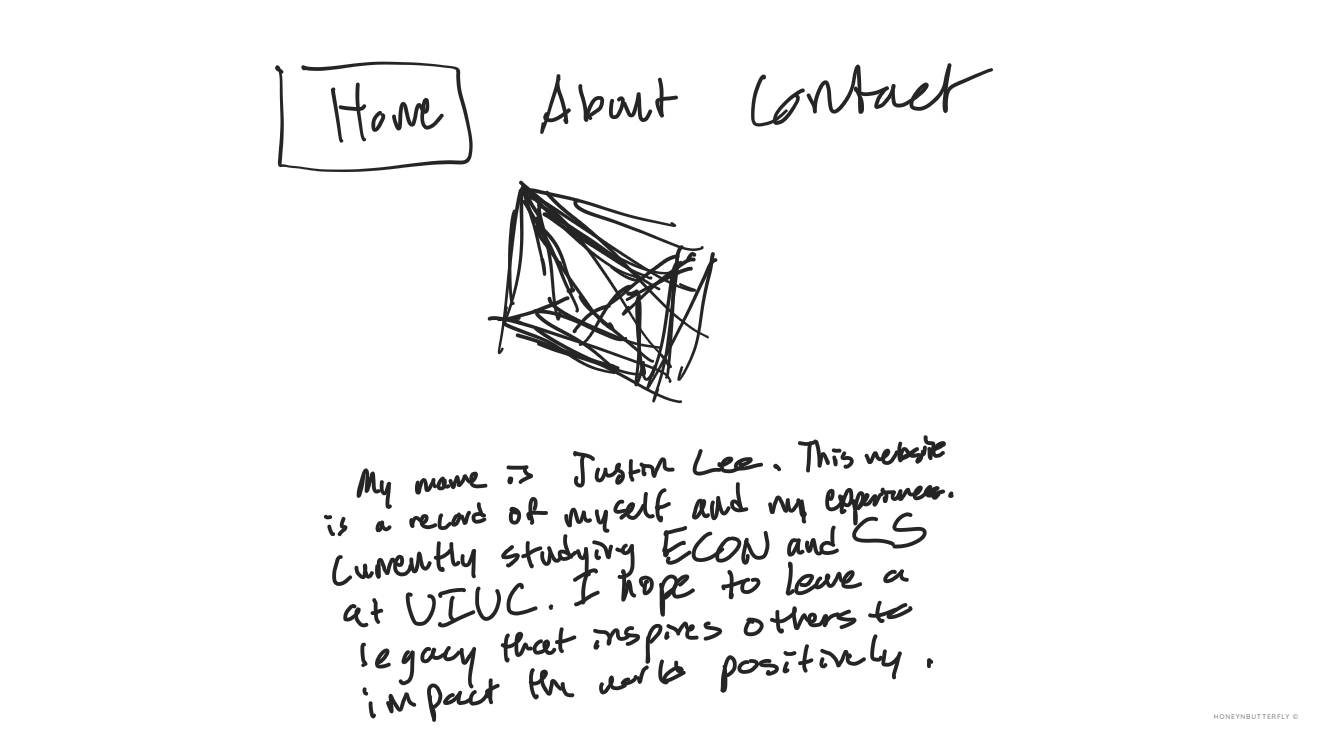 Home About Contact
My name is Justin Lee. This website
is a record of myself and my experiences.
Currently studying ECON and CS
at UIUC. I hope to leave a
legacy that inspires others to
impact the world positively.
HONEYNBUTTERFLY ©